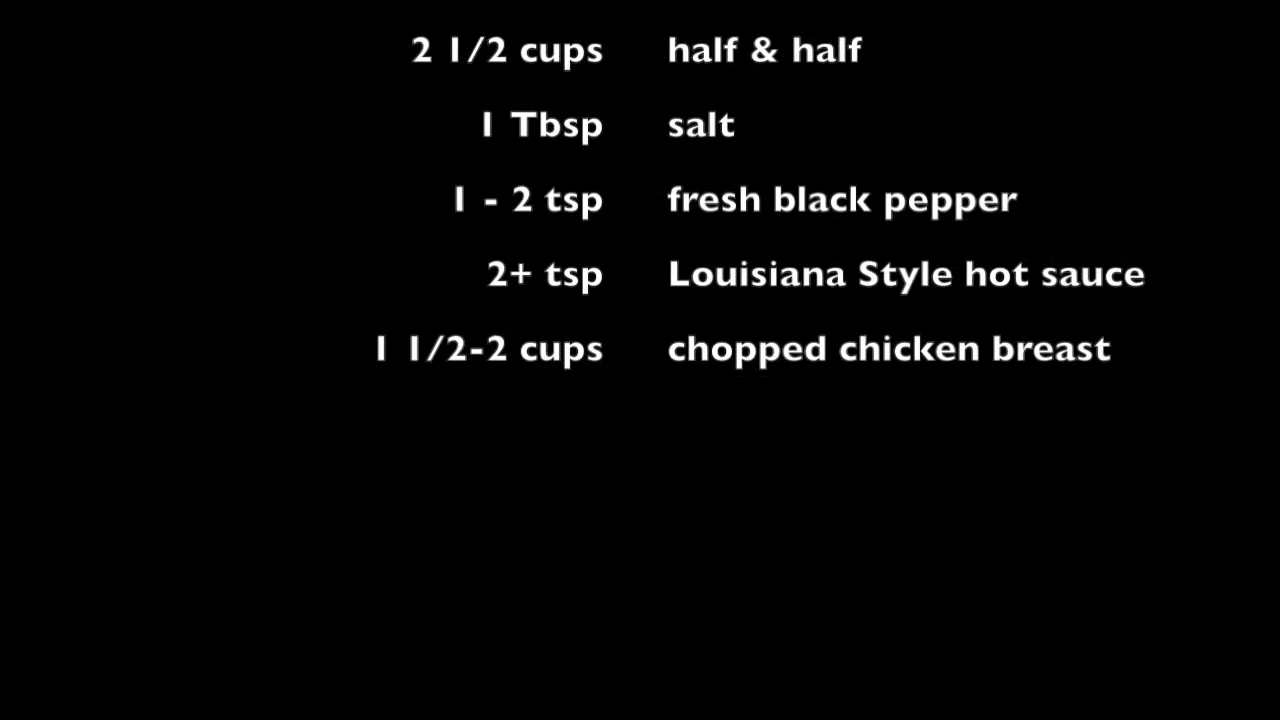 2 1/2 cups half & half
1 Tbsp salt
1 - 2 tsp fresh black pepper
2+ tsp Louisiana Style hot sauce
1 1/2-2 cups chopped chicken breast